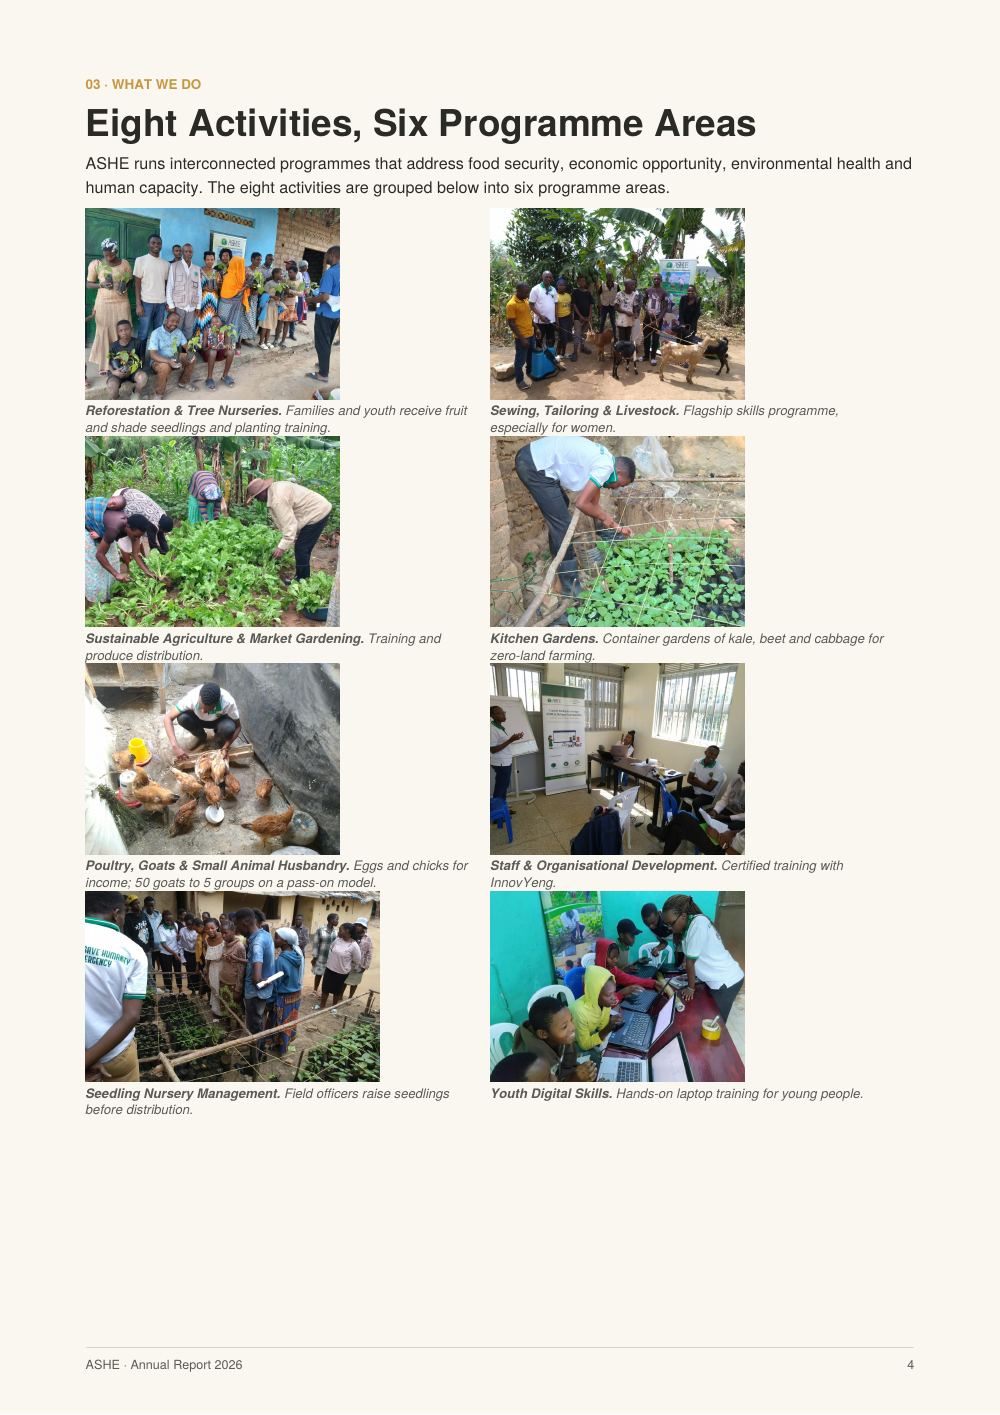 03 · WHAT WE DO
Eight Activities, Six Programme Areas
ASHE runs interconnected programmes that address food security, economic opportunity, environmental health and
human capacity. The eight activities are grouped below into six programme areas.
ASHE
ASHE
Reforestation & Tree Nurseries. Families and youth receive fruit
and shade seedlings and planting training.
Sewing, Tailoring & Livestock. Flagship skills programme,
especially for women.
Sustainable Agriculture & Market Gardening. Training and
produce distribution.
Kitchen Gardens. Container gardens of kale, beet and cabbage for
zero-land farming.
Poultry, Goats & Small Animal Husbandry. Eggs and chicks for
income; 50 goats to 5 groups on a pass-on model.
Staff & Organisational Development. Certified training with
InnovYeng.
SAVE HUMANITY
Seedling Nursery Management. Field officers raise seedlings
before distribution.
Youth Digital Skills. Hands-on laptop training for young people.
ASHE · Annual Report 2026
4